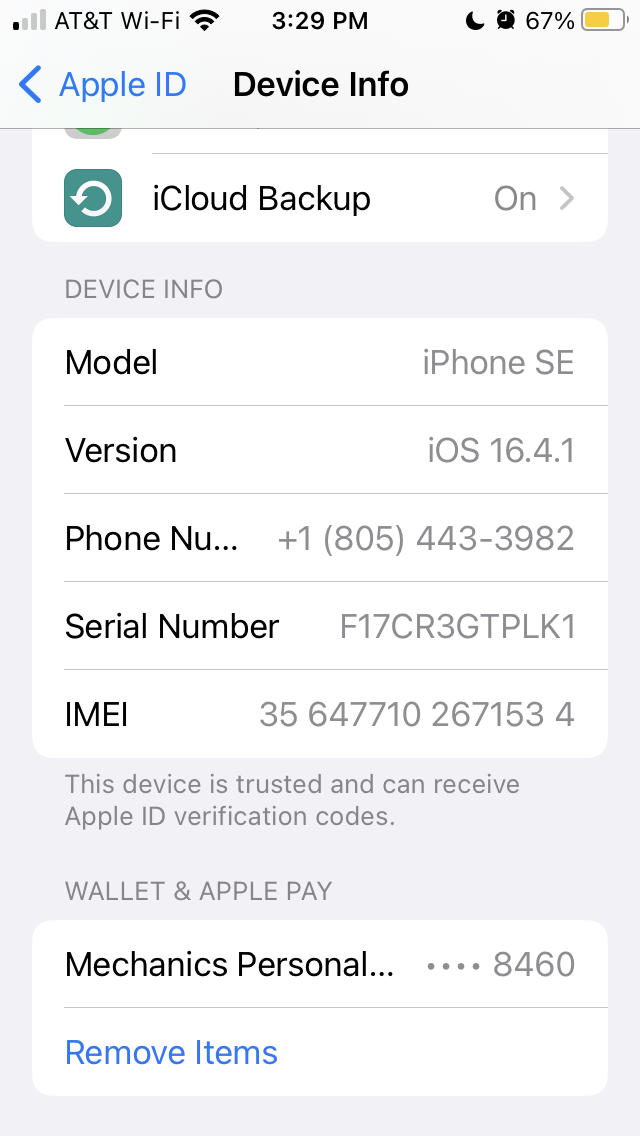 AT&T Wi-Fi 3:29 PM 67%
Apple ID Device Info
iCloud Backup On
DEVICE INFO
Model iPhone SE
Version iOS 16.4.1
Phone Nu... +1 (805) 443-3982
Serial Number F17CR3GTPLK1
IMEI 35 647710 267153 4
This device is trusted and can receive
Apple ID verification codes.
WALLET & APPLE PAY
Mechanics Personal... •••• 8460
Remove Items